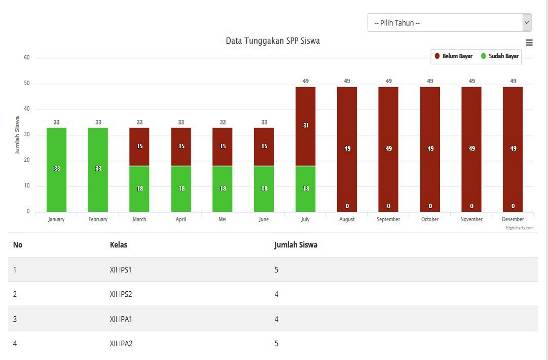 -- Pilih Tahun --
Data Tunggakan SPP Siswa
Belum Bayar Sudah Bayar
Jumlah Siswa
60
50
40
30
20
10
0
33 33 33 33 33 33 49 49 49 49 49 49
15 15 15 15 31 49 49 49 49 49
33 33 18 18 18 18 18 0 0 0 0 0
January February March April Mei June July August September October November Desember
Highcharts.com
No Kelas Jumlah Siswa
1 XII IPS1 5
2 XII IPS2 4
3 XII IPA1 4
4 XII IPA2 5